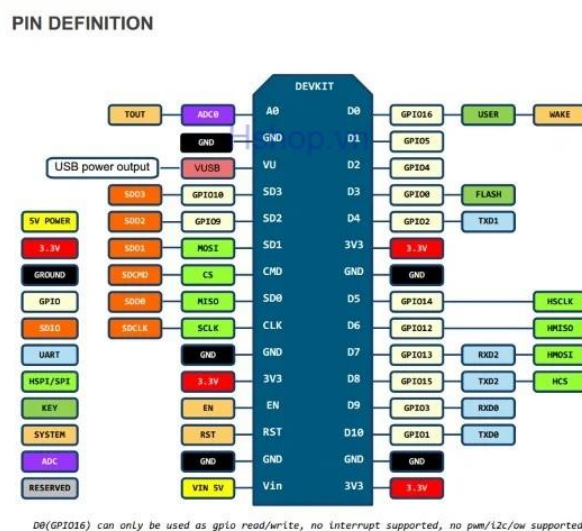 PIN DEFINITION
DEVKIT
TOUT ADC0 A0 D0 GPIO16 USER WAKE
GND GND D1 GPIO5
Hshop.vn
USB power output VUSB VU D2 GPIO4
SDD3 GPIO10 SD3 D3 GPIO0 FLASH
5V POWER SDD2 GPIO9 SD2 D4 GPIO2 TXD1
3.3V SDD1 MOSI SD1 3V3 3.3V
GROUND SDCMD CS CMD GND GND
GPIO SDD0 MISO SD0 D5 GPIO14 HSCLK
SDIO SDCLK SCLK CLK D6 GPIO12 HMISO
UART GND GND D7 GPIO13 RXD2 HMOSI
HSPI/SPI 3.3V 3V3 D8 GPIO15 TXD2 HCS
KEY EN EN D9 GPIO3 RXD0
SYSTEM RST RST D10 GPIO1 TXD0
ADC GND GND GND GND
RESERVED VIN 5V Vin 3V3 3.3V
D0(GPIO16) can only be used as gpio read/write, no interrupt supported, no pwm/i2c/ow supported